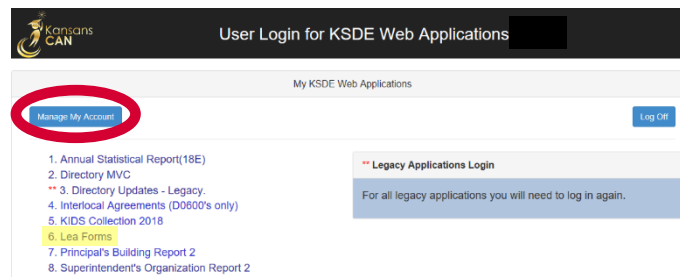 Kansans
CAN
User Login for KSDE Web Applications
My KSDE Web Applications
Manage My Account
Log Off
1. Annual Statistical Report(18E)
2. Directory MVC
** 3. Directory Updates - Legacy.
4. Interlocal Agreements (D0600's only)
5. KIDS Collection 2018
6. Lea Forms
7. Principal's Building Report 2
8. Superintendent's Organization Report 2
** Legacy Applications Login
For all legacy applications you will need to log in again.